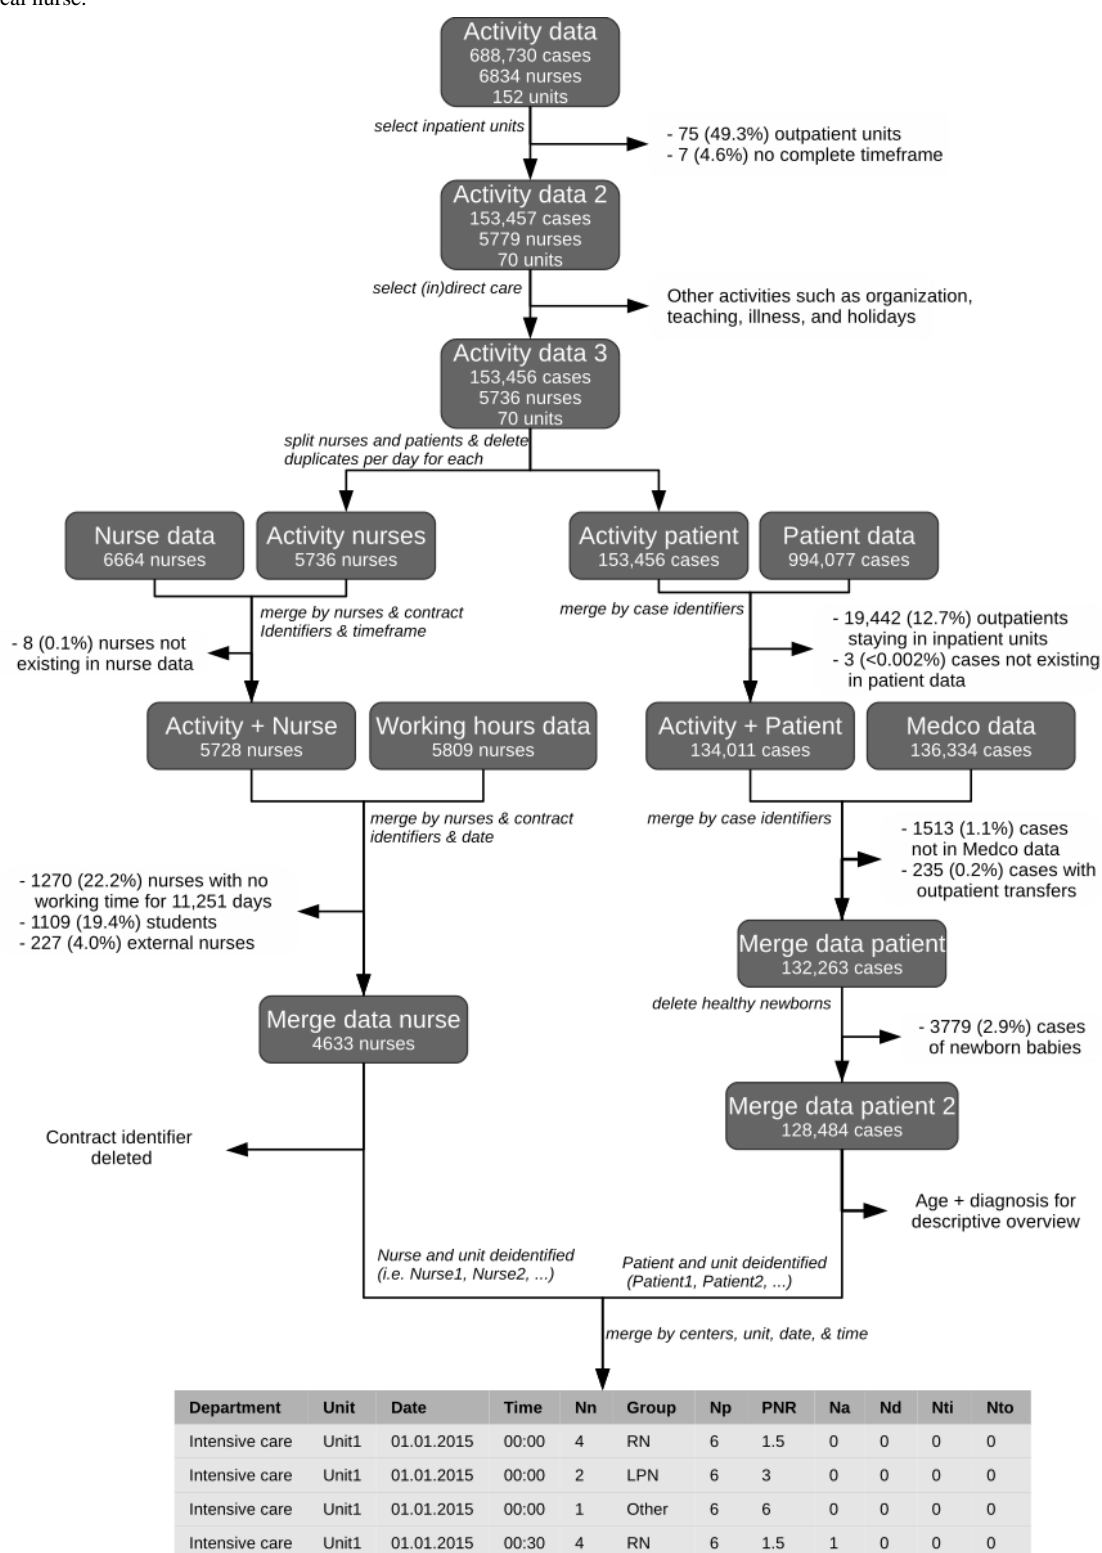 cal nurse.
Activity data
688,730 cases
6834 nurses
152 units
select inpatient units
- 75 (49.3%) outpatient units
- 7 (4.6%) no complete timeframe
Activity data 2
153,457 cases
5779 nurses
70 units
select (in)direct care
Other activities such as organization,
teaching, illness, and holidays
Activity data 3
153,456 cases
5736 nurses
70 units
split nurses and patients & delete
duplicates per day for each
Nurse data
6664 nurses
Activity nurses
5736 nurses
Activity patient
153,456 cases
Patient data
994,077 cases
merge by nurses & contract
Identifiers & timeframe
- 8 (0.1%) nurses not
existing in nurse data
merge by case identifiers
- 19,442 (12.7%) outpatients
staying in inpatient units
- 3 (<0.002%) cases not existing
in patient data
Activity + Nurse
5728 nurses
Working hours data
5809 nurses
Activity + Patient
134,011 cases
Medco data
136,334 cases
merge by nurses & contract
identifiers & date
- 1270 (22.2%) nurses with no
working time for 11,251 days
- 1109 (19.4%) students
- 227 (4.0%) external nurses
merge by case identifiers
- 1513 (1.1%) cases
not in Medco data
- 235 (0.2%) cases with
outpatient transfers
Merge data patient
132,263 cases
delete healthy newborns
- 3779 (2.9%) cases
of newborn babies
Merge data nurse
4633 nurses
Merge data patient 2
128,484 cases
Contract identifier
deleted
Age + diagnosis for
descriptive overview
Nurse and unit deidentified
(i.e. Nurse1, Nurse2, ...)
Patient and unit deidentified
(Patient1, Patient2, ...)
merge by centers, unit, date, & time
Department Unit Date Time Nn Group Np PNR Na Nd Nti Nto
Intensive care Unit1 01.01.2015 00:00 4 RN 6 1.5 0 0 0 0
Intensive care Unit1 01.01.2015 00:00 2 LPN 6 3 0 0 0 0
Intensive care Unit1 01.01.2015 00:00 1 Other 6 6 0 0 0 0
Intensive care Unit1 01.01.2015 00:30 4 RN 6 1.5 1 0 0 0